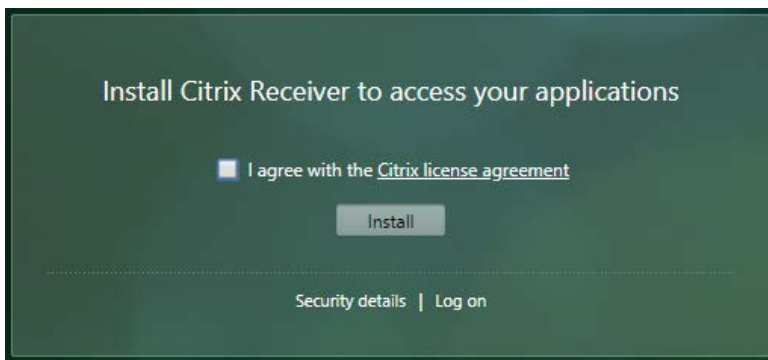 Install Citrix Receiver to access your applications
I agree with the Citrix license agreement
Install
Security details | Log on